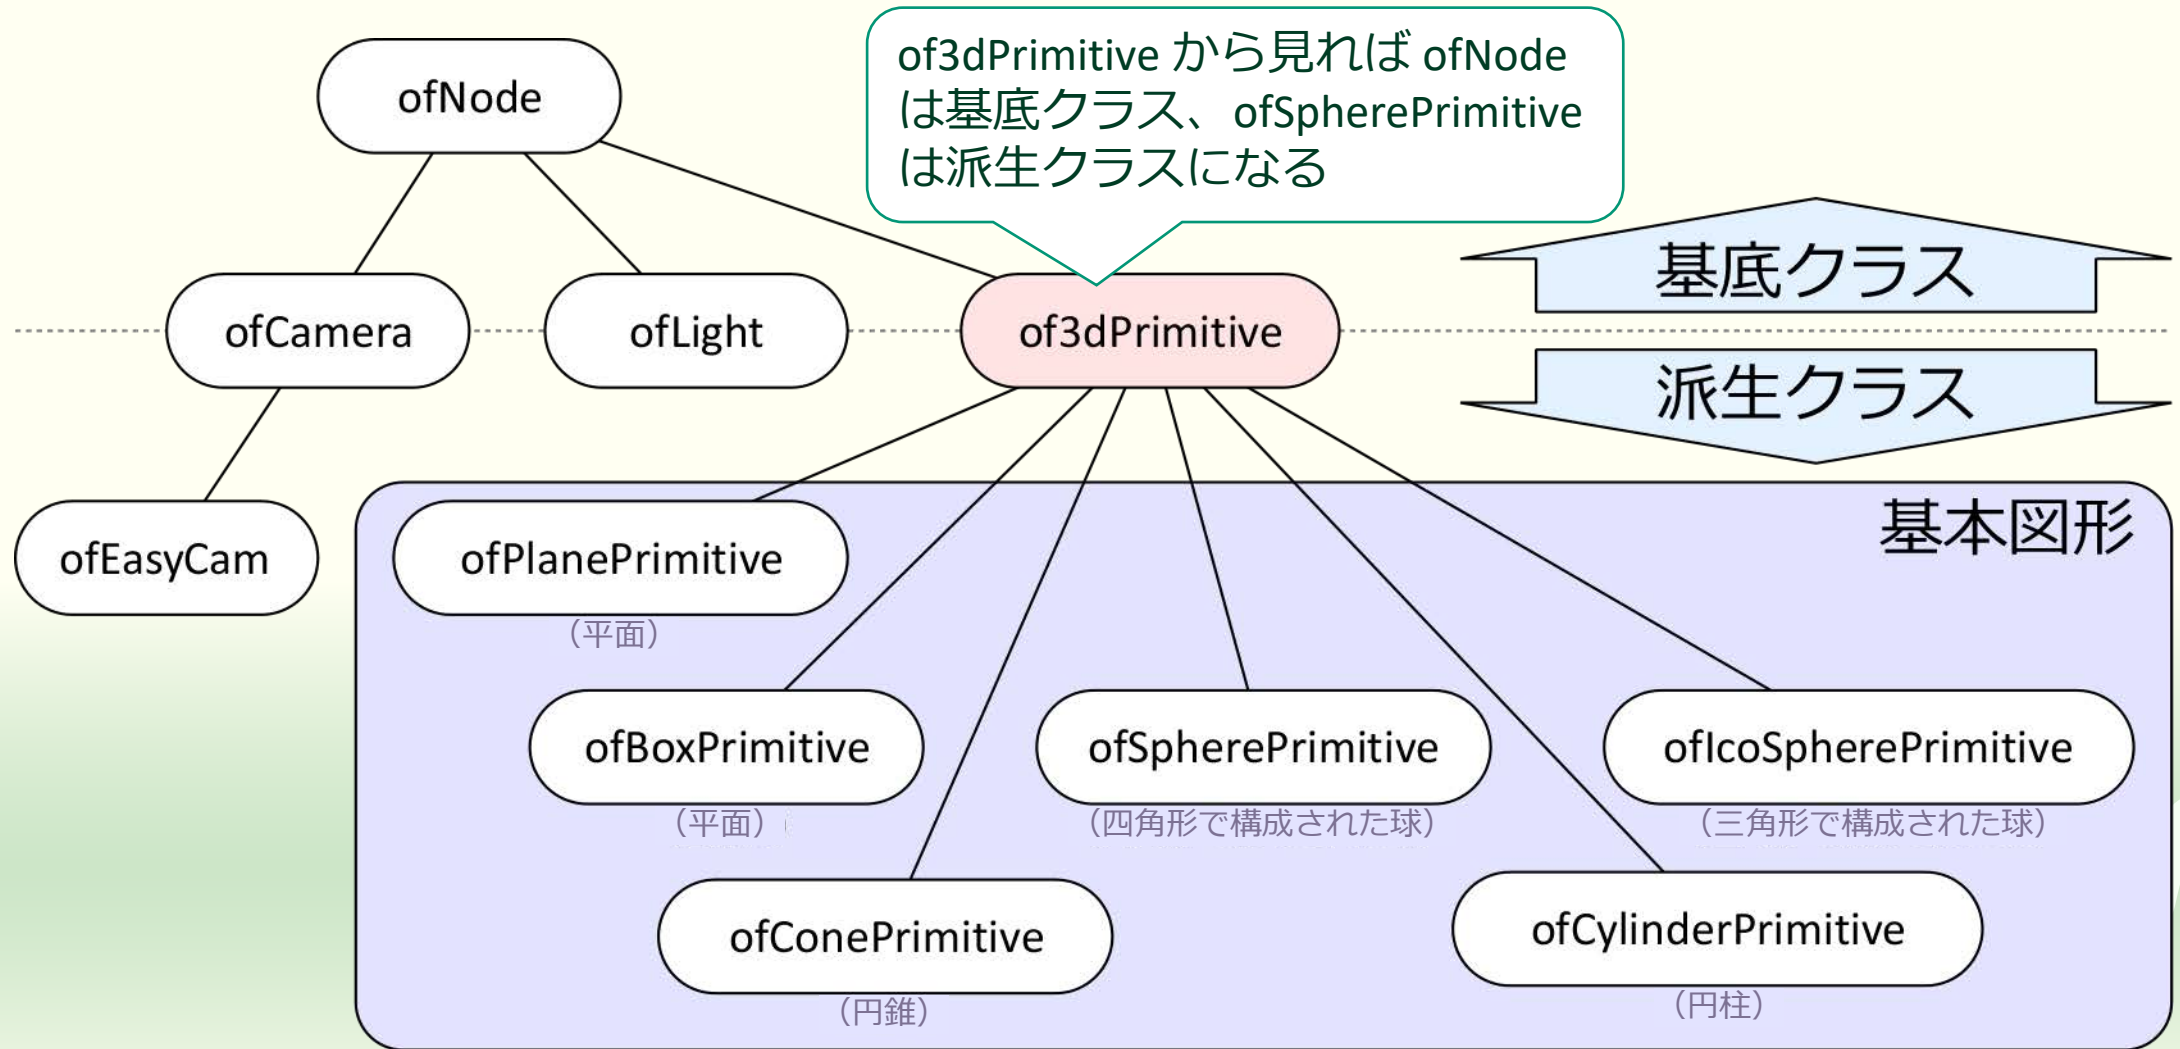 ofNode
of3dPrimitive から見れば ofNode
は基底クラス、ofSpherePrimitive
は派生クラスになる
基底クラス
ofCamera
ofLight
of3dPrimitive
派生クラス
基本図形
ofEasyCam
ofPlanePrimitive
（平面）
ofBoxPrimitive
ofSpherePrimitive
ofIcoSpherePrimitive
（平面）
（四角形で構成された球）
（三角形で構成された球）
ofConePrimitive
ofCylinderPrimitive
（円錐）
（円柱）